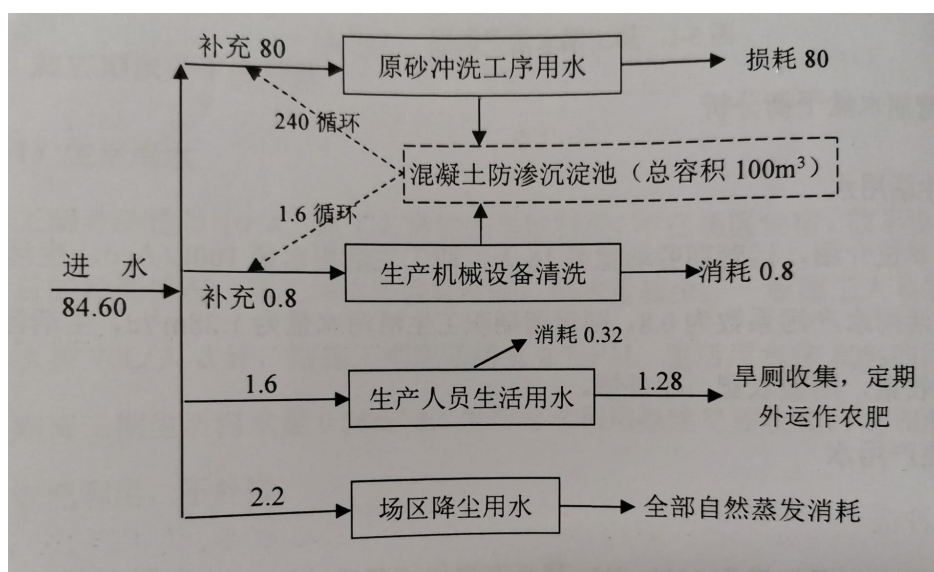 补充 80
原砂冲洗工序用水
损耗 80
240 循环
混凝土防渗沉淀池（总容积 100m³）
1.6 循环
进 水
84.60
补充 0.8
生产机械设备清洗
消耗 0.8
消耗 0.32
1.6
生产人员生活用水
1.28
旱厕收集，定期
外运作农肥
2.2
场区降尘用水
全部自然蒸发消耗